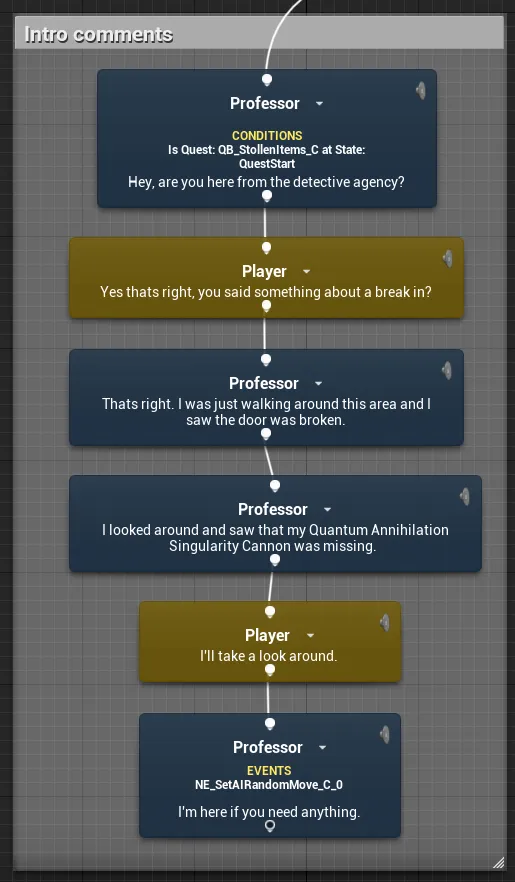 Intro comments
Professor
CONDITIONS
Is Quest: QB_StollenItems_C at State:
QuestStart
Hey, are you here from the detective agency?
Player
Yes thats right, you said something about a break in?
Professor
Thats right. I was just walking around this area and I
saw the door was broken.
Professor
I looked around and saw that my Quantum Annihilation
Singularity Cannon was missing.
Player
I'll take a look around.
Professor
EVENTS
NE_SetAIRandomMove_C_0
I'm here if you need anything.